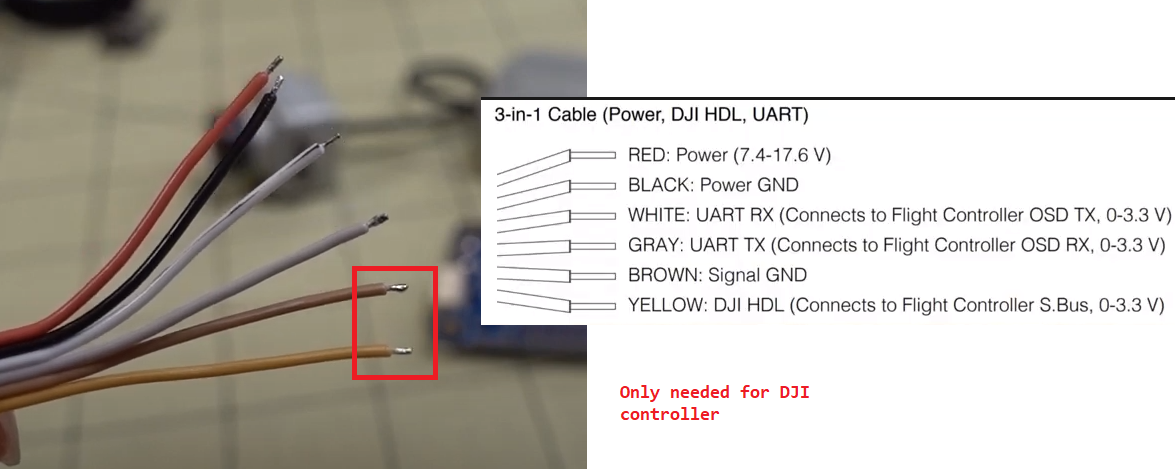 3-in-1 Cable (Power, DJI HDL, UART)
RED: Power (7.4-17.6 V)
BLACK: Power GND
WHITE: UART RX (Connects to Flight Controller OSD TX, 0-3.3 V)
GRAY: UART TX (Connects to Flight Controller OSD RX, 0-3.3 V)
BROWN: Signal GND
YELLOW: DJI HDL (Connects to Flight Controller S.Bus, 0-3.3 V)
Only needed for DJI
controller